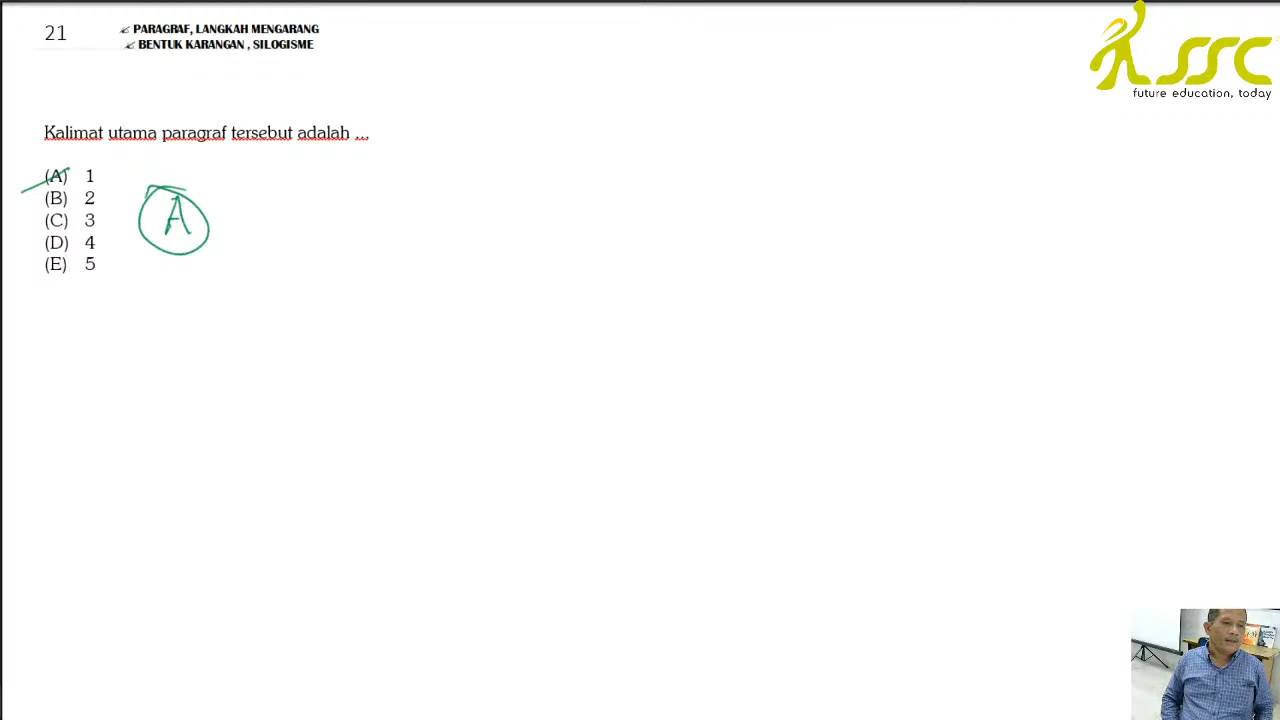 21
PARAGRAF, LANGKAH MENGARANG
BENTUK KARANGAN , SILOGISME
SSC
future education, today
Kalimat utama paragraf tersebut adalah ...
(A) 1
(B) 2
(C) 3
(D) 4
(E) 5
A